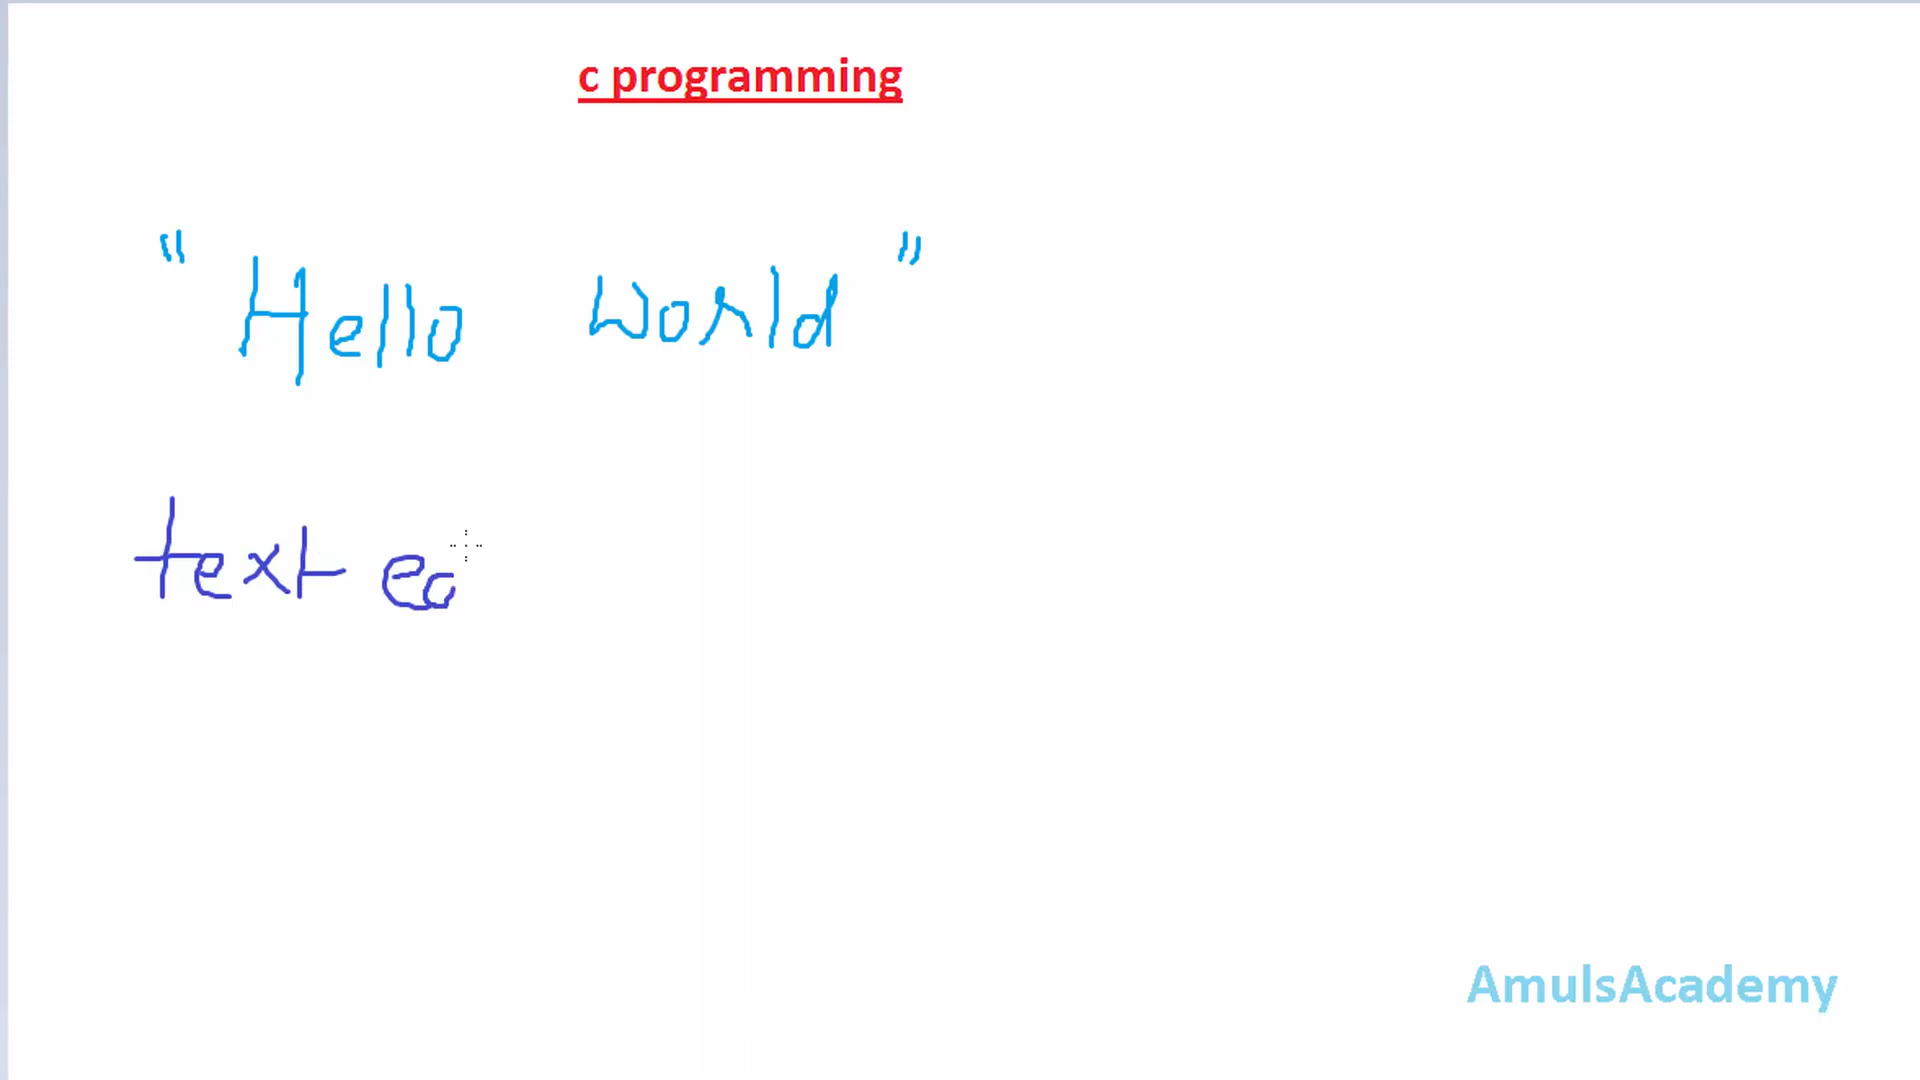 c programming
" Hello World "
text
AmulsAcademy